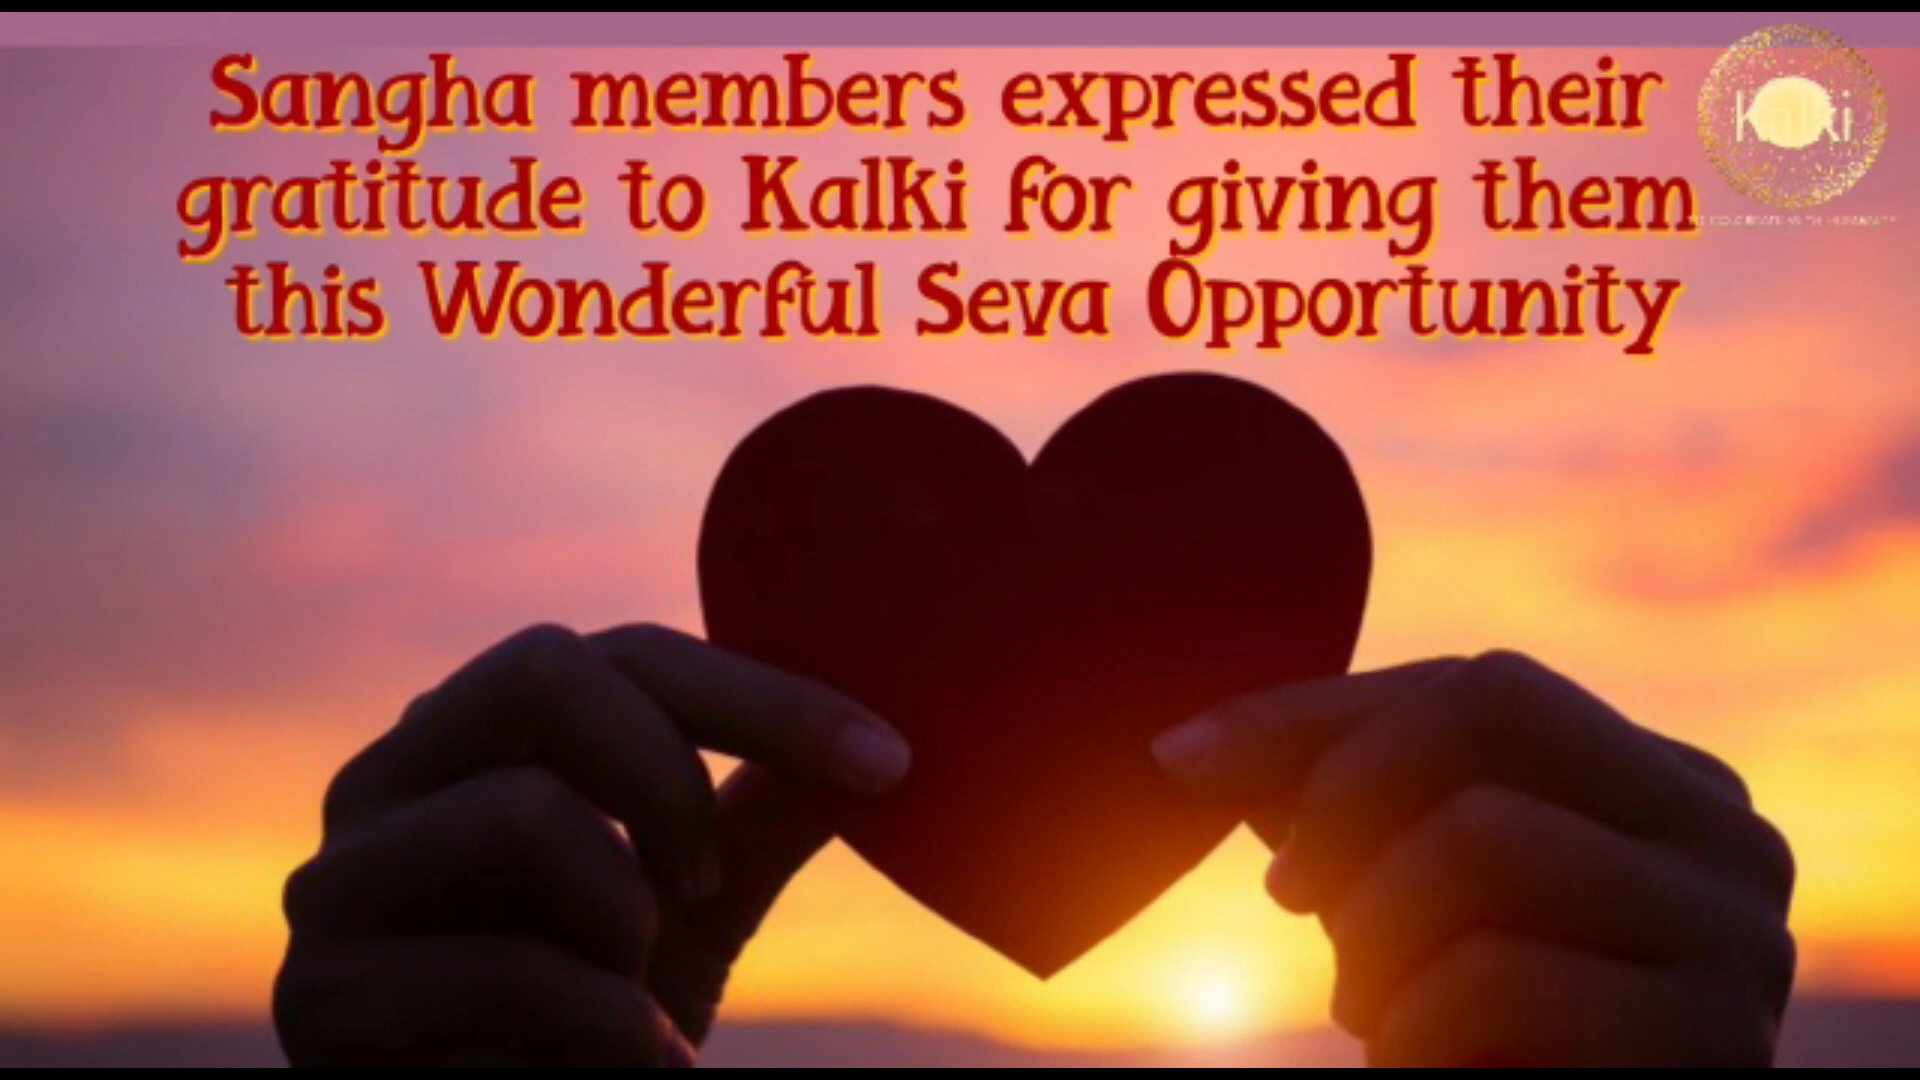 Sangha members expressed their
gratitude to Kalki for giving them
this Wonderful Seva Opportunity
Kalki